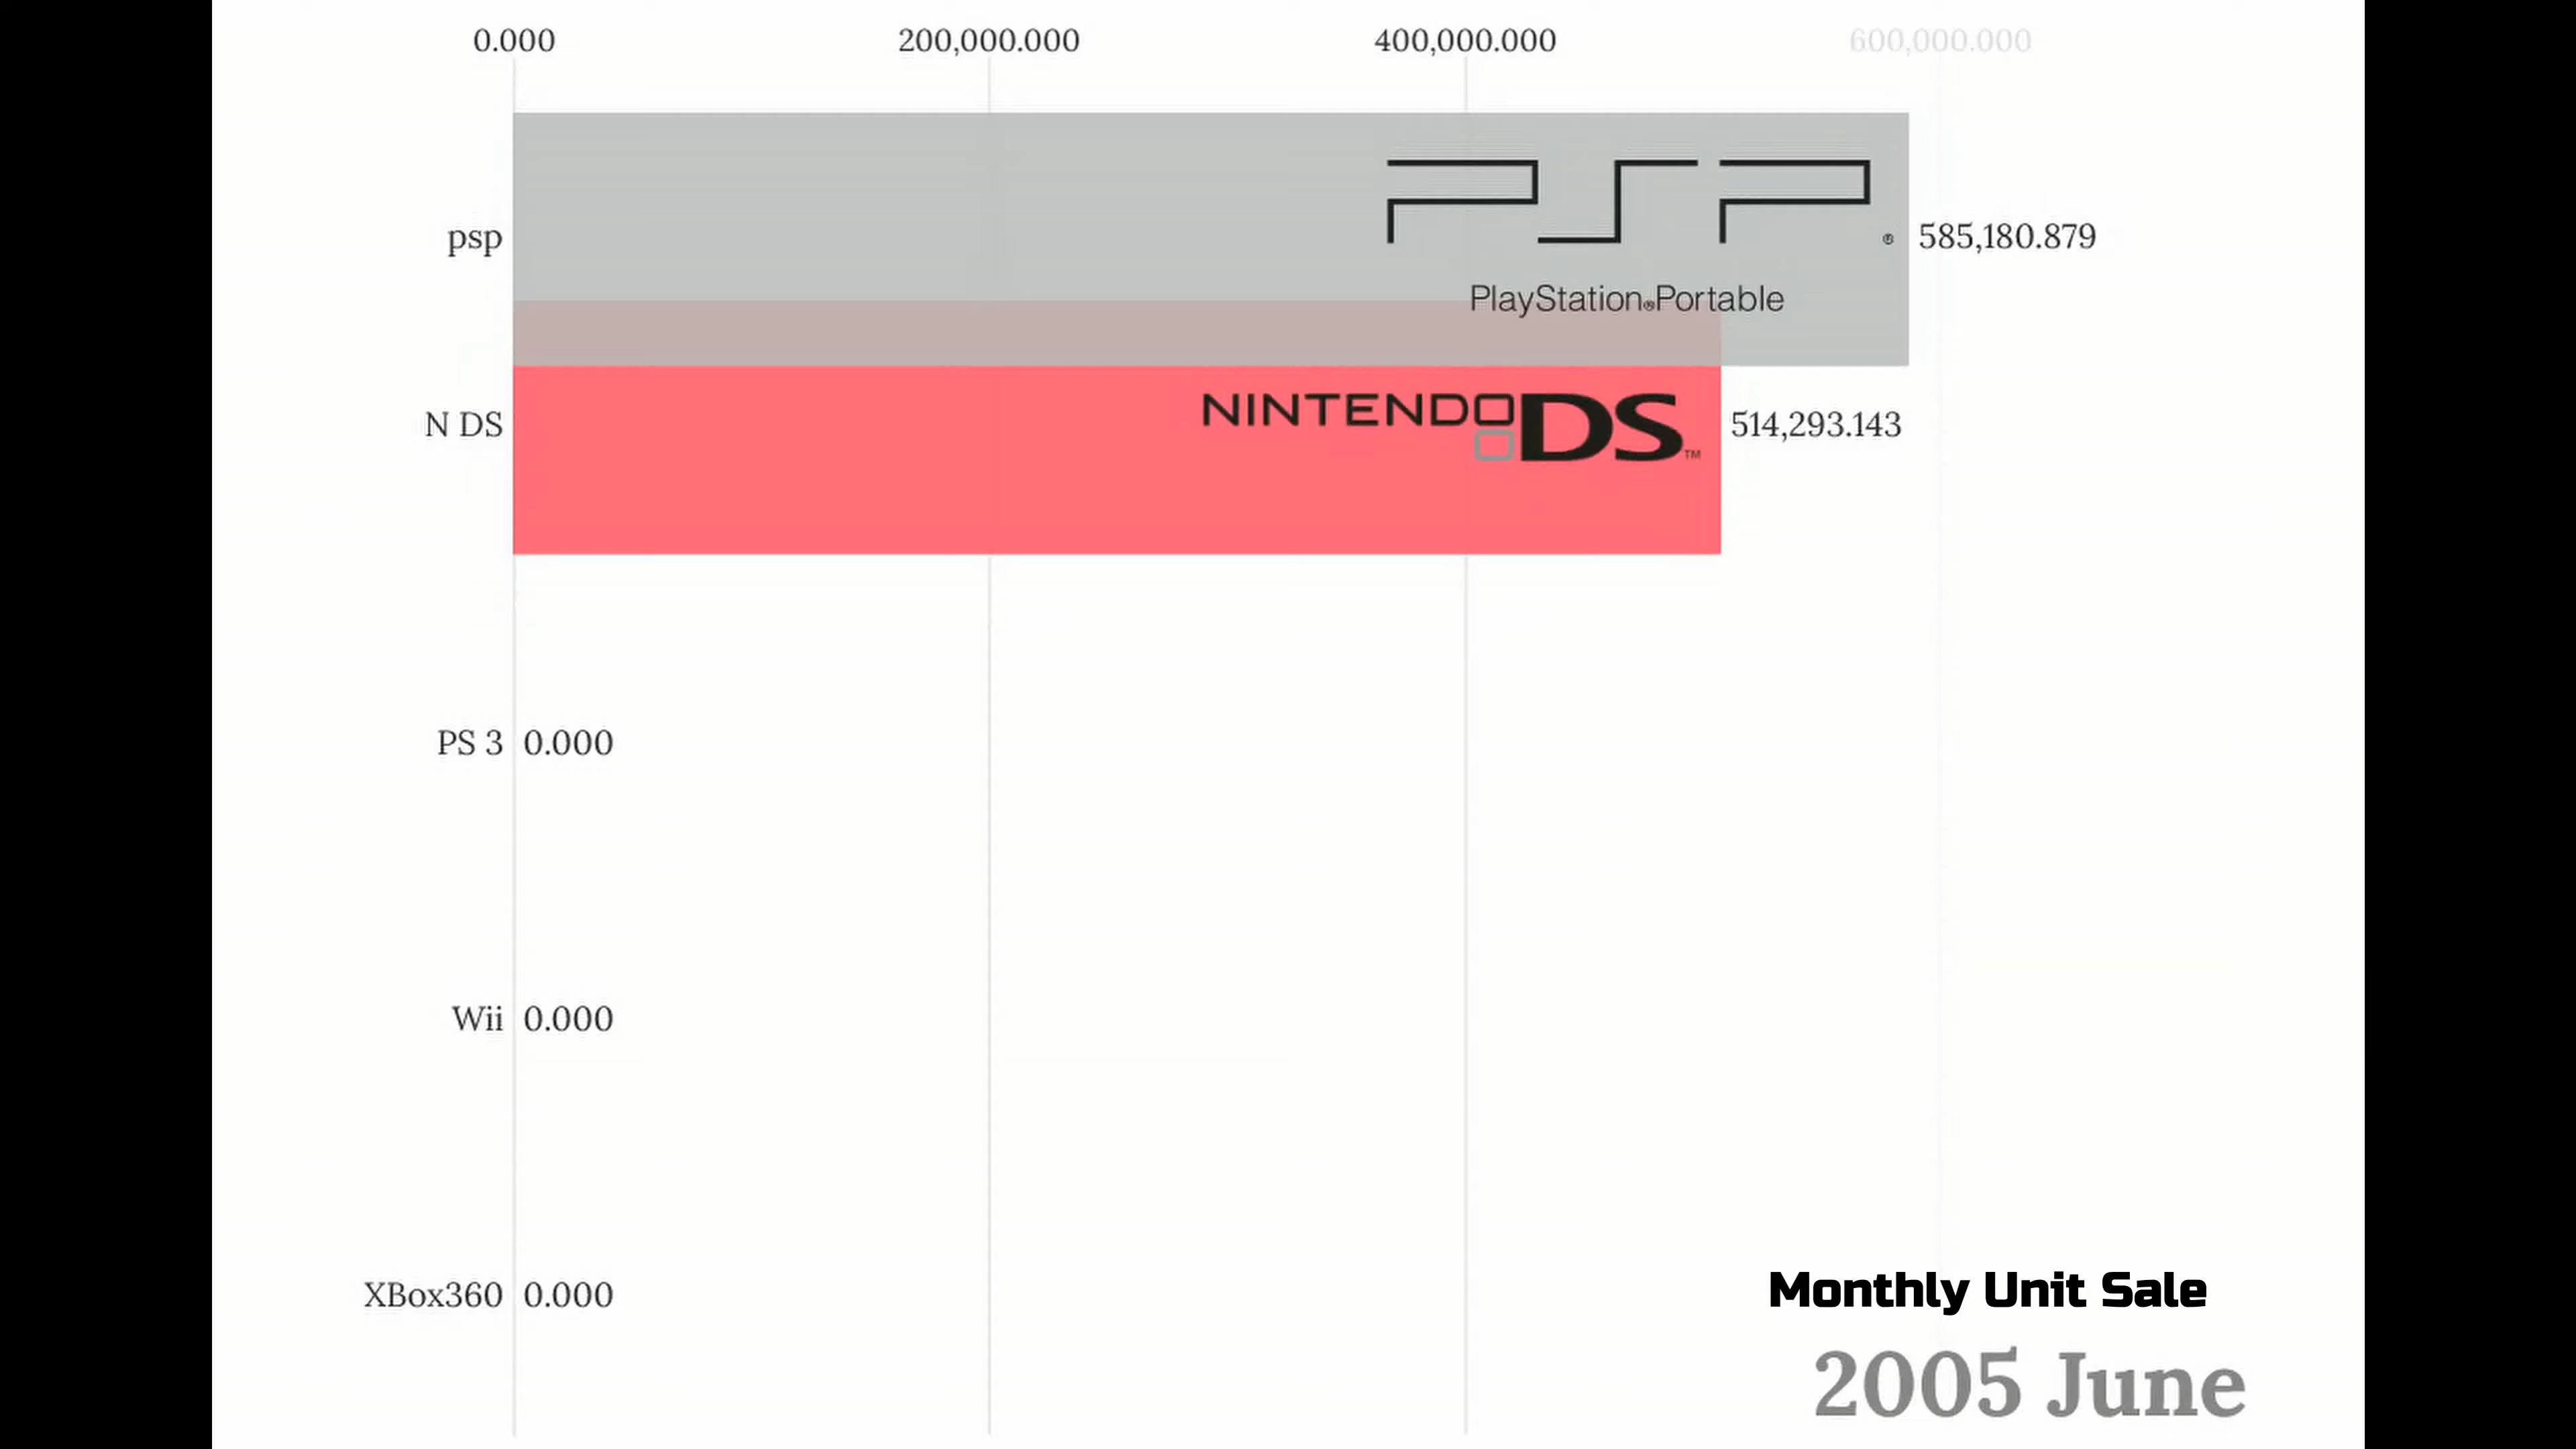 0.000 200,000.000 400,000.000 600,000.000
PSP®
psp 585,180.879
PlayStation®Portable
N DS NINTENDO DS™ 514,293.143
PS 3 0.000
Wii 0.000
XBox360 0.000
Monthly Unit Sale
2005 June